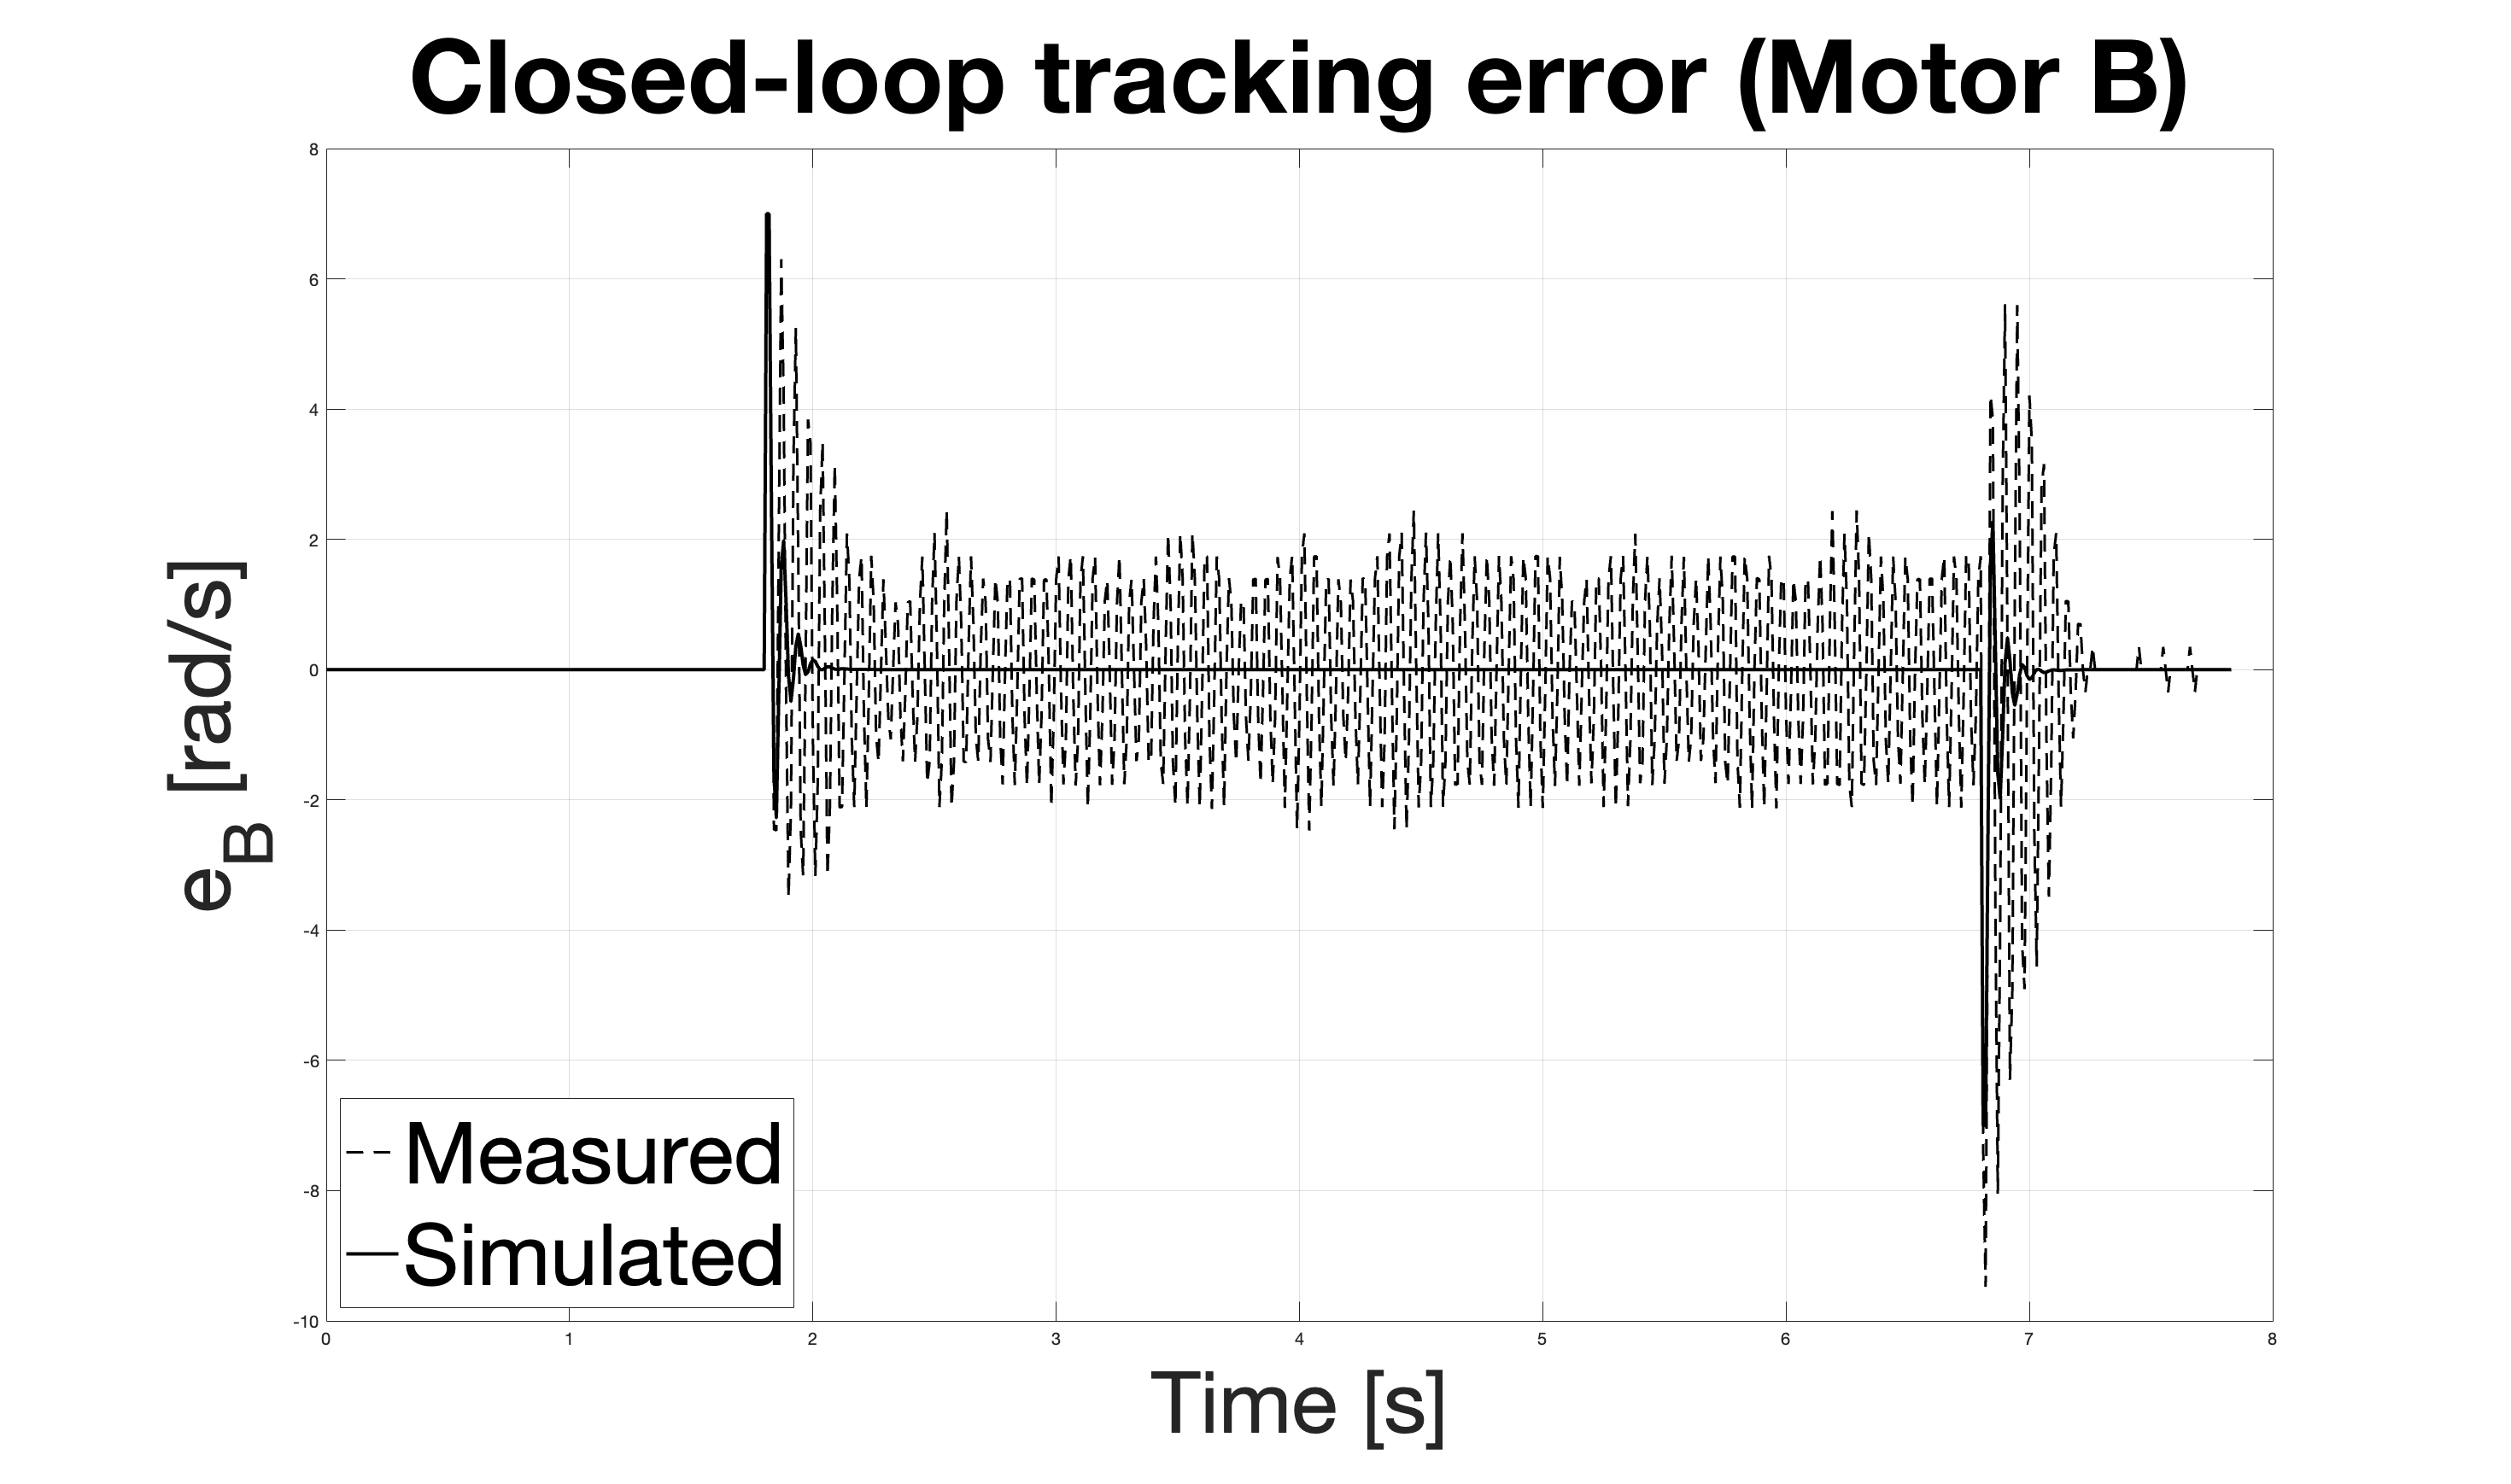 Closed-loop tracking error (Motor B)
8
6
4
2
0
-2
-4
-6
-8
-10
e_B [rad/s]
Measured
Simulated
0 1 2 3 4 5 6 7 8
Time [s]